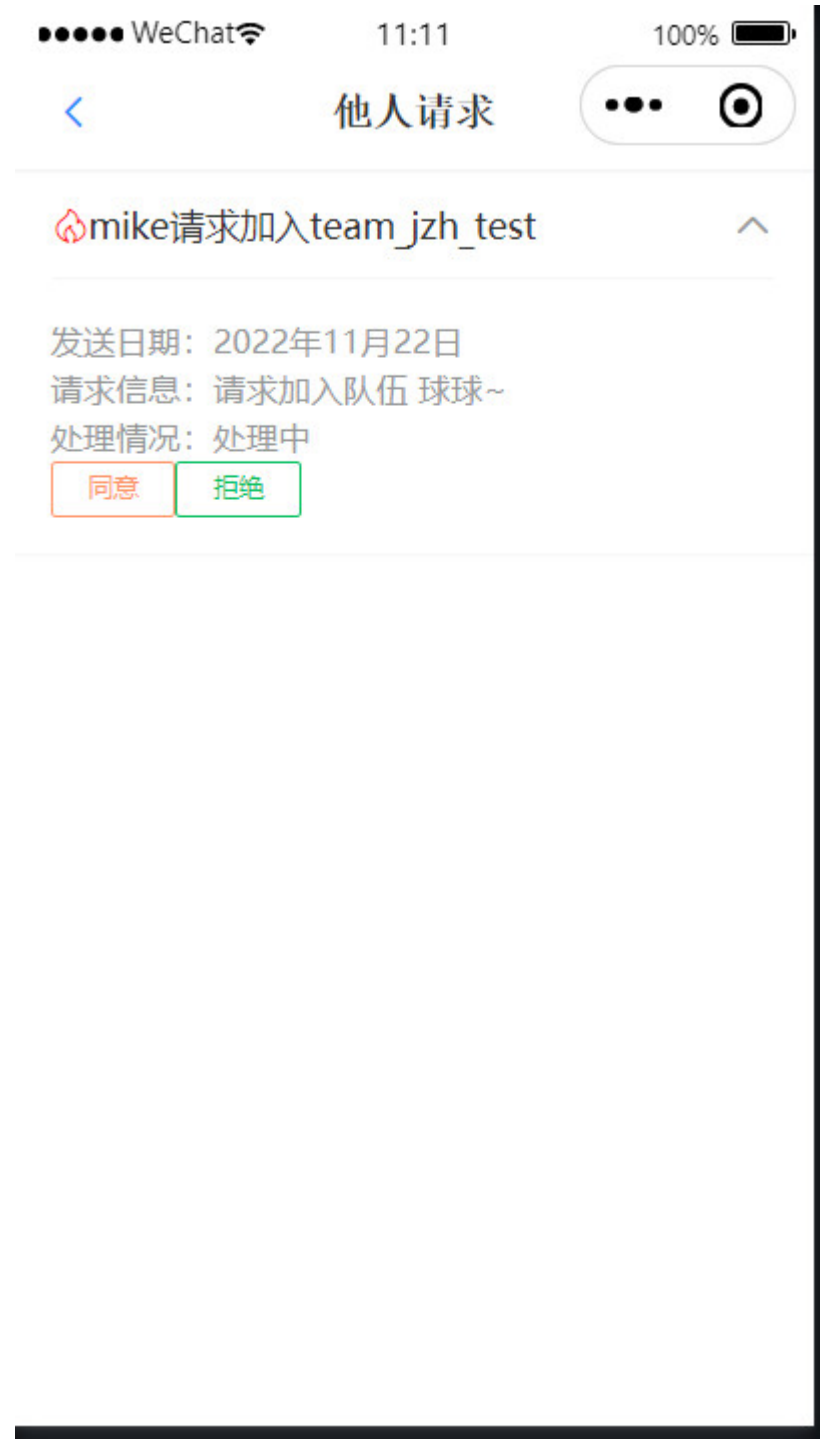 WeChat 11:11 100%
他人请求
mike请求加入team_jzh_test
发送日期：2022年11月22日
请求信息：请求加入队伍 球球~
处理情况：处理中
同意 拒绝